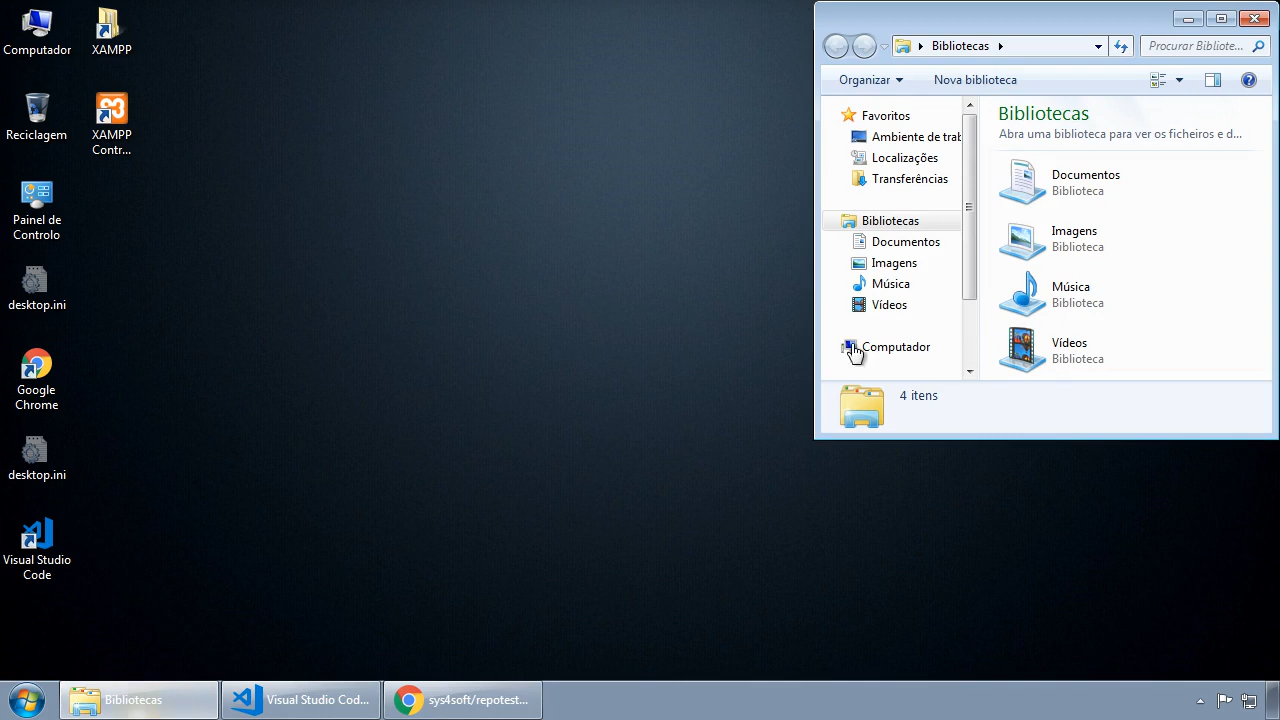 Computador
XAMPP
Reciclagem
XAMPP
Contr...
Painel de
Controlo
desktop.ini
Google
Chrome
desktop.ini
Visual Studio
Code
Bibliotecas
Procurar Bibliote...
Organizar
Nova biblioteca
Favoritos
Ambiente de trab
Localizações
Transferências
Bibliotecas
Documentos
Imagens
Música
Vídeos
Computador
Bibliotecas
Abra uma biblioteca para ver os ficheiros e d...
Documentos
Biblioteca
Imagens
Biblioteca
Música
Biblioteca
Vídeos
Biblioteca
4 itens
Bibliotecas
Visual Studio Cod...
sys4soft/repotest...